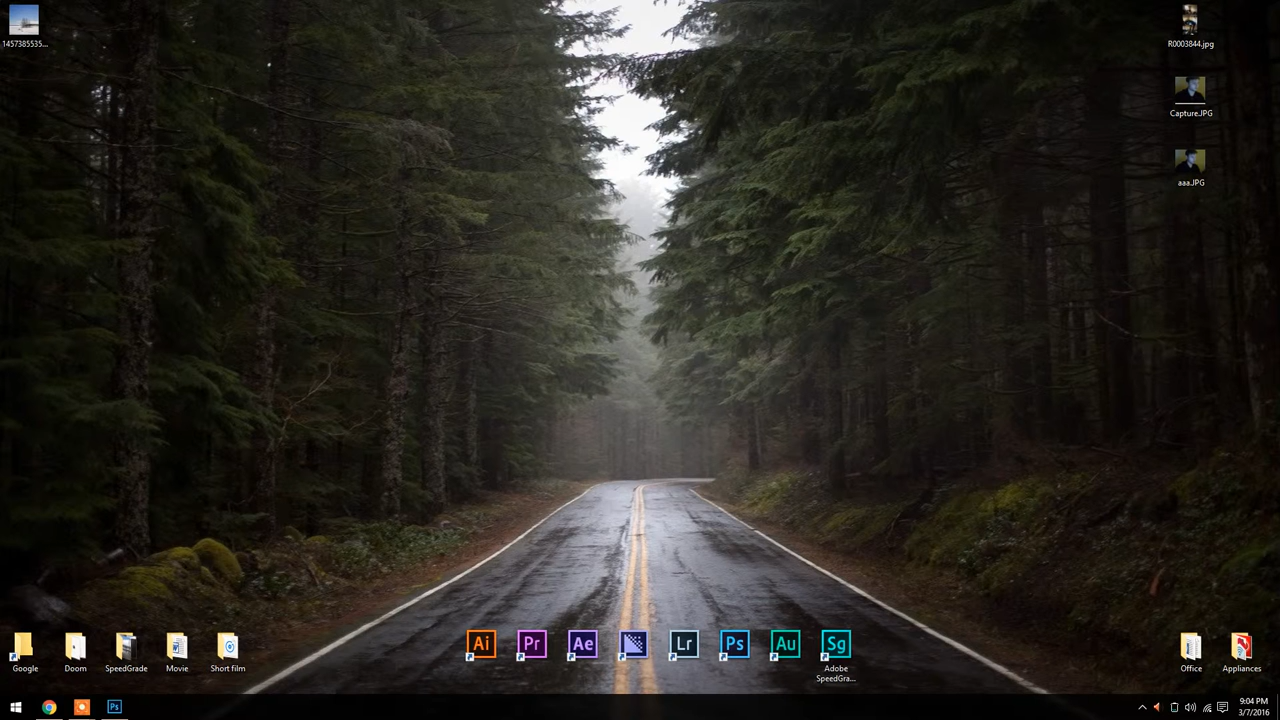 1457385535...
R0003844.jpg
Capture.JPG
aaa.JPG
Ai
Pr
Ae
Lr
Ps
Au
Sg
Google
Doom
SpeedGrade
Movie
Short film
Adobe
SpeedGra...
Office
Appliances
Ps
9:04 PM
3/7/2016